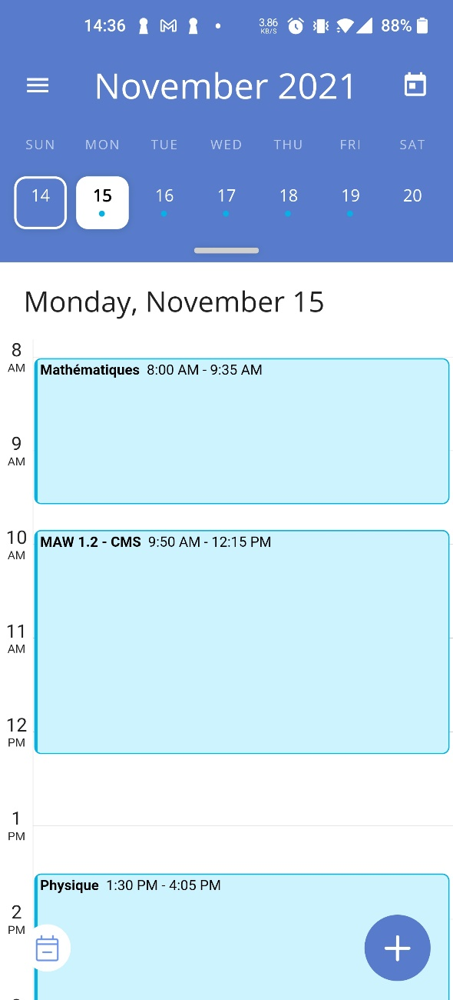 14:36 3.86 KB/S 88%
November 2021
SUN MON TUE WED THU FRI SAT
14 15 16 17 18 19 20
Monday, November 15
8 AM
Mathématiques 8:00 AM - 9:35 AM
9 AM
10 AM
MAW 1.2 - CMS 9:50 AM - 12:15 PM
11 AM
12 PM
1 PM
Physique 1:30 PM - 4:05 PM
2 PM